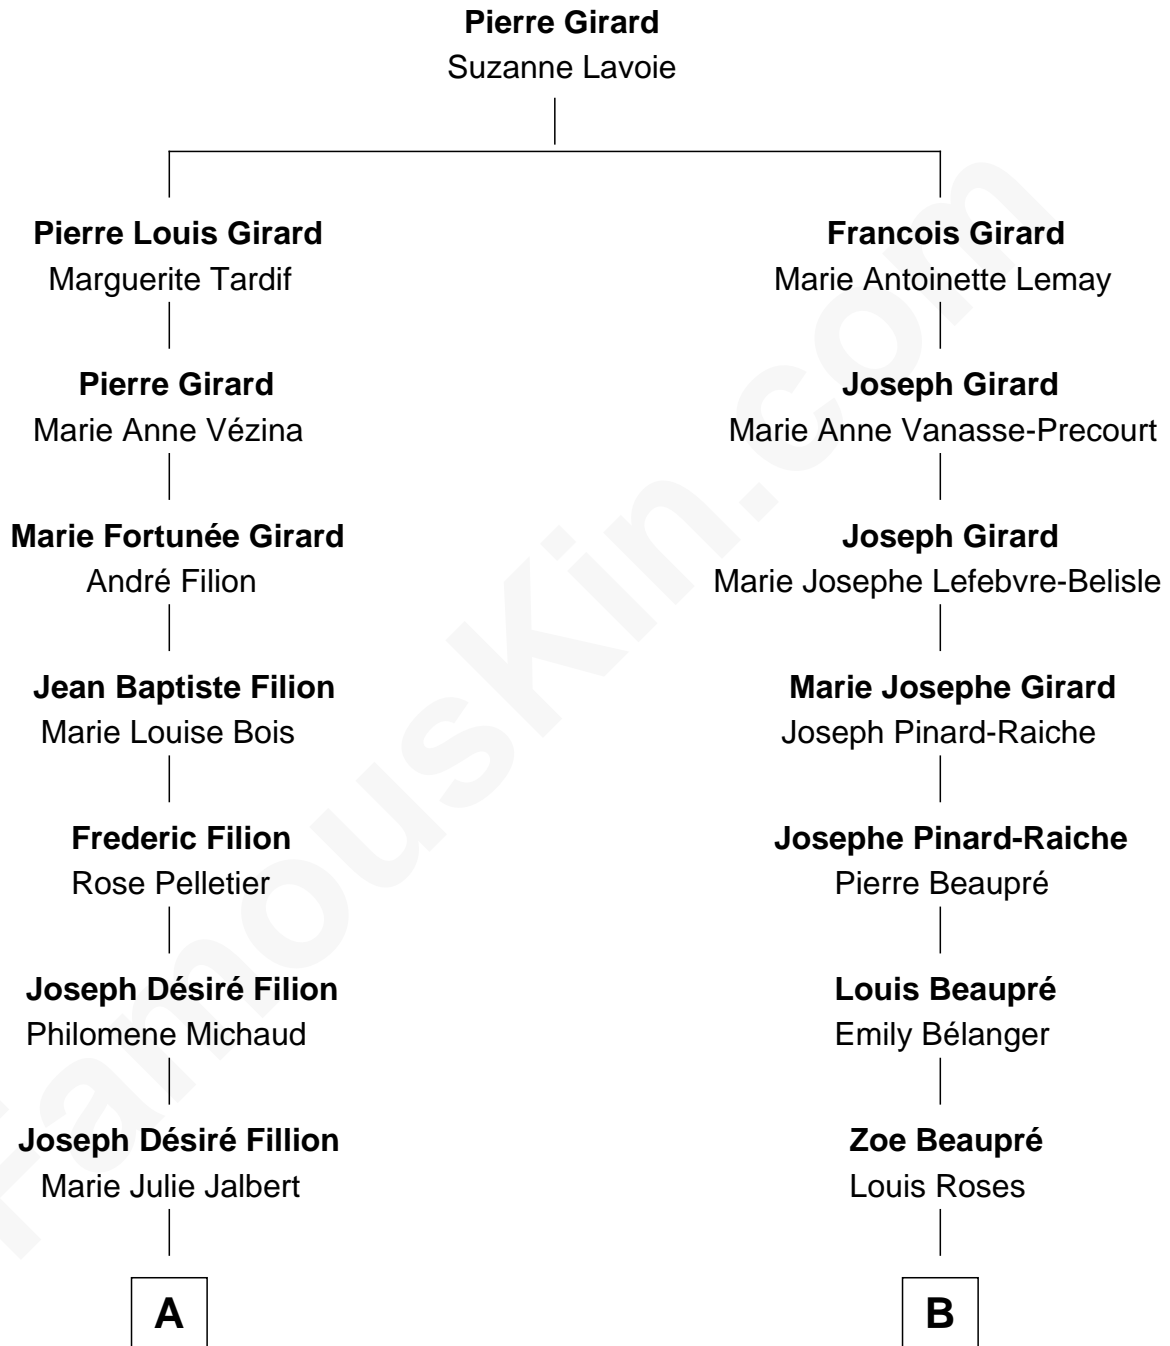 Pierre Girard
Suzanne Lavoie
Pierre Louis Girard
Marguerite Tardif
Francois Girard
Marie Antoinette Lemay
Pierre Girard
Marie Anne Vézina
Joseph Girard
Marie Anne Vanasse-Precourt
Marie Fortunée Girard
André Filion
Joseph Girard
Marie Josephe Lefebvre-Belisle
Jean Baptiste Filion
Marie Louise Bois
Marie Josephe Girard
Joseph Pinard-Raiche
Frederic Filion
Rose Pelletier
Josephe Pinard-Raiche
Pierre Beaupré
Joseph Désiré Filion
Philomene Michaud
Louis Beaupré
Emily Bélanger
Joseph Désiré Fillion
Marie Julie Jalbert
Zoe Beaupré
Louis Roses
A
B
FamousKin.com